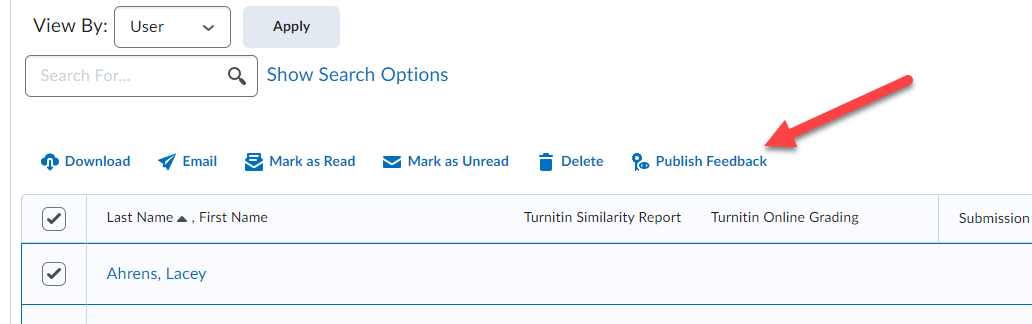 View By: User Apply
Search For... Show Search Options
Download Email Mark as Read Mark as Unread Delete Publish Feedback
Last Name , First Name Turnitin Similarity Report Turnitin Online Grading Submission
Ahrens, Lacey